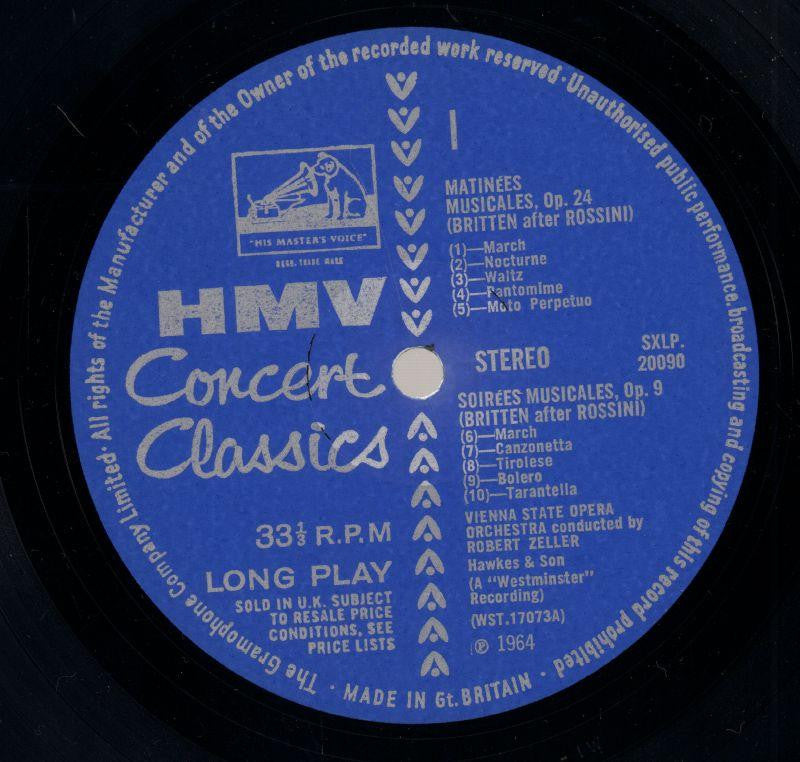 The Gramophone Company Limited · All rights of the Manufacturer and of the Owner of the recorded work reserved · Unauthorised public performance, broadcasting and copying of this record prohibited ·
"HIS MASTER'S VOICE"
REGD. TRADE MARK
HMV
Concert
Classics
33⅓ R.P.M
LONG PLAY
SOLD IN U.K. SUBJECT
TO RESALE PRICE
CONDITIONS, SEE
PRICE LISTS
I
MATINÉES
MUSICALES, Op. 24
(BRITTEN after ROSSINI)
(1)—March
(2)—Nocturne
(3)—Waltz
(4)—Pantomime
(5)—Moto Perpetuo
STEREO
SXLP.
20090
SOIRÉES MUSICALES, Op. 9
(BRITTEN after ROSSINI)
(6)—March
(7)—Canzonetta
(8)—Tirolese
(9)—Bolero
(10)—Tarantella
VIENNA STATE OPERA
ORCHESTRA conducted by
ROBERT ZELLER
Hawkes & Son
(A "Westminster"
Recording)
(WST.17073A)
℗ 1964
· MADE IN Gt. BRITAIN ·